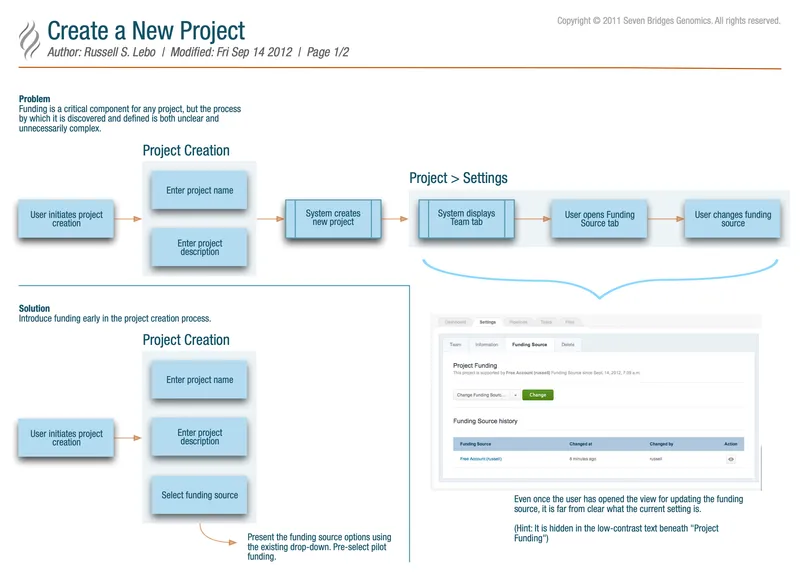 Create a New Project
Author: Russell S. Lebo | Modified: Fri Sep 14 2012 | Page 1/2
Copyright © 2011 Seven Bridges Genomics. All rights reserved.
Problem
Funding is a critical component for any project, but the process
by which it is discovered and defined is both unclear and
unnecessarily complex.
Project Creation
User initiates project
creation
Enter project name
Enter project
description
System creates
new project
Project > Settings
System displays
Team tab
User opens Funding
Source tab
User changes funding
source
Solution
Introduce funding early in the project creation process.
Project Creation
User initiates project
creation
Enter project name
Enter project
description
Select funding source
Present the funding source options using
the existing drop-down. Pre-select pilot
funding.
Dashboard Settings Pipelines Tasks Files
Team Information Funding Source Delete
Project Funding
This project is supported by Free Account (russell) Funding Source since Sept. 14, 2012, 7:05 a.m.
Change Funding Sourc... Change
Funding Source history
Funding Source Changed at Changed by Action
Free Account (russell) 6 minutes ago russell
Even once the user has opened the view for updating the funding
source, it is far from clear what the current setting is.
(Hint: It is hidden in the low-contrast text beneath "Project
Funding")